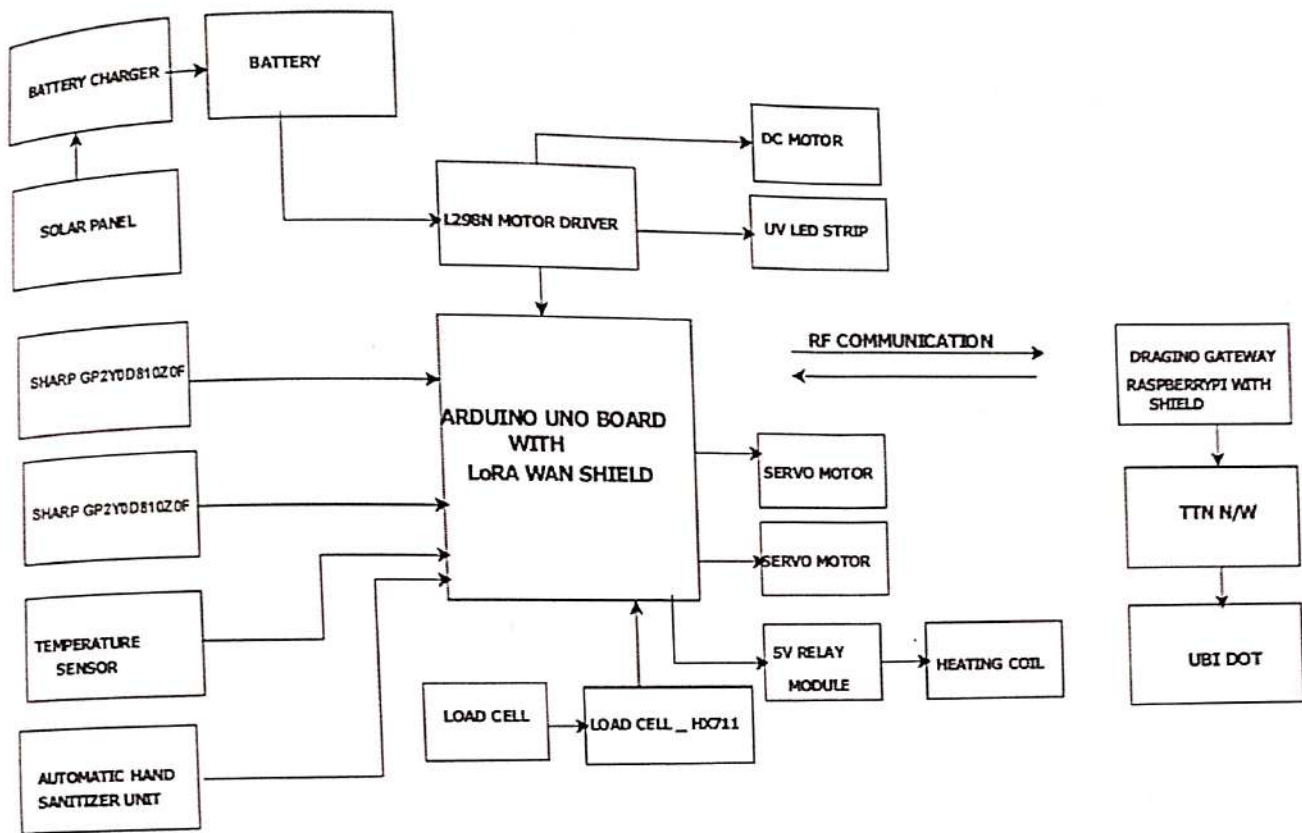 BATTERY CHARGER
BATTERY
SOLAR PANEL
L298N MOTOR DRIVER
DC MOTOR
UV LED STRIP
SHARP GP2Y0D810Z0F
SHARP GP2Y0D810Z0F
TEMPERATURE
SENSOR
AUTOMATIC HAND
SANITIZER UNIT
ARDUINO UNO BOARD
WITH
LoRA WAN SHIELD
RF COMMUNICATION
SERVO MOTOR
SERVO MOTOR
5V RELAY
MODULE
HEATING COIL
LOAD CELL
LOAD CELL _ HX711
DRAGINO GATEWAY
RASPBERRYPI WITH
SHIELD
TTN N/W
UBI DOT